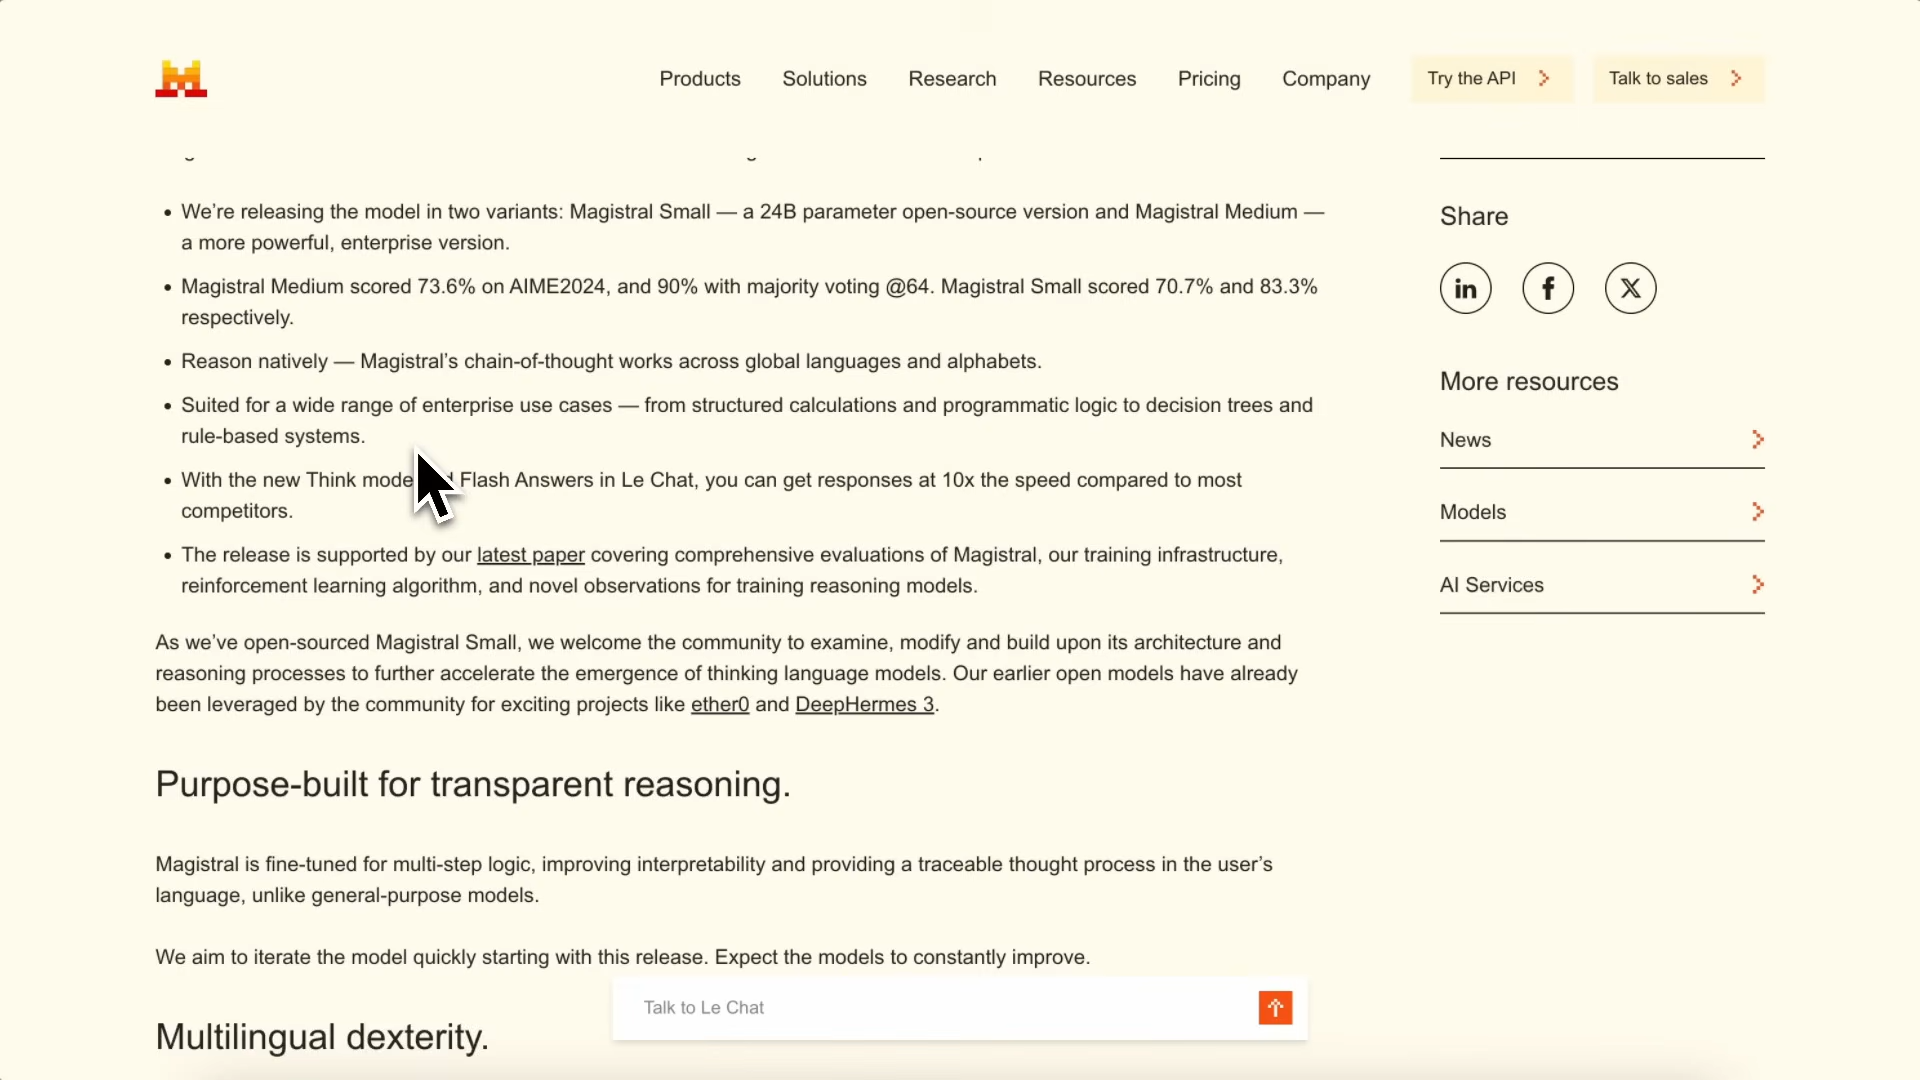 Products Solutions Research Resources Pricing Company Try the API Talk to sales
• We’re releasing the model in two variants: Magistral Small — a 24B parameter open-source version and Magistral Medium —
a more powerful, enterprise version.
• Magistral Medium scored 73.6% on AIME2024, and 90% with majority voting @64. Magistral Small scored 70.7% and 83.3%
respectively.
• Reason natively — Magistral’s chain-of-thought works across global languages and alphabets.
• Suited for a wide range of enterprise use cases — from structured calculations and programmatic logic to decision trees and
rule-based systems.
• With the new Think mode Flash Answers in Le Chat, you can get responses at 10x the speed compared to most
competitors.
• The release is supported by our latest paper covering comprehensive evaluations of Magistral, our training infrastructure,
reinforcement learning algorithm, and novel observations for training reasoning models.
As we’ve open-sourced Magistral Small, we welcome the community to examine, modify and build upon its architecture and
reasoning processes to further accelerate the emergence of thinking language models. Our earlier open models have already
been leveraged by the community for exciting projects like ether0 and DeepHermes 3.
Purpose-built for transparent reasoning.
Magistral is fine-tuned for multi-step logic, improving interpretability and providing a traceable thought process in the user’s
language, unlike general-purpose models.
We aim to iterate the model quickly starting with this release. Expect the models to constantly improve.
Multilingual dexterity.
Talk to Le Chat
Share
in f X
More resources
News
Models
AI Services